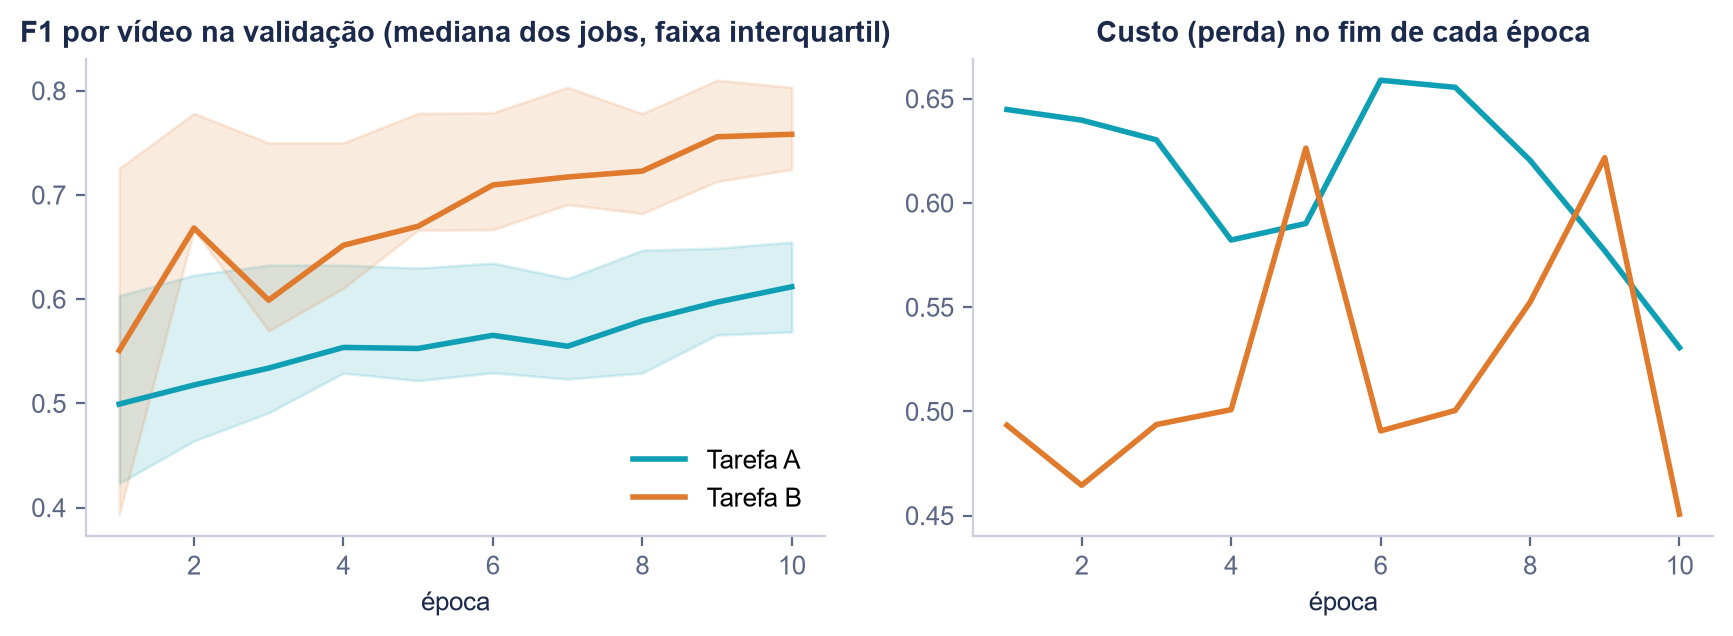 F1 por vídeo na validação (mediana dos jobs, faixa interquartil)
0.8
0.7
0.6
0.5
0.4
Tarefa A
Tarefa B
2 4 6 8 10
época
Custo (perda) no fim de cada época
0.65
0.60
0.55
0.50
0.45
2 4 6 8 10
época